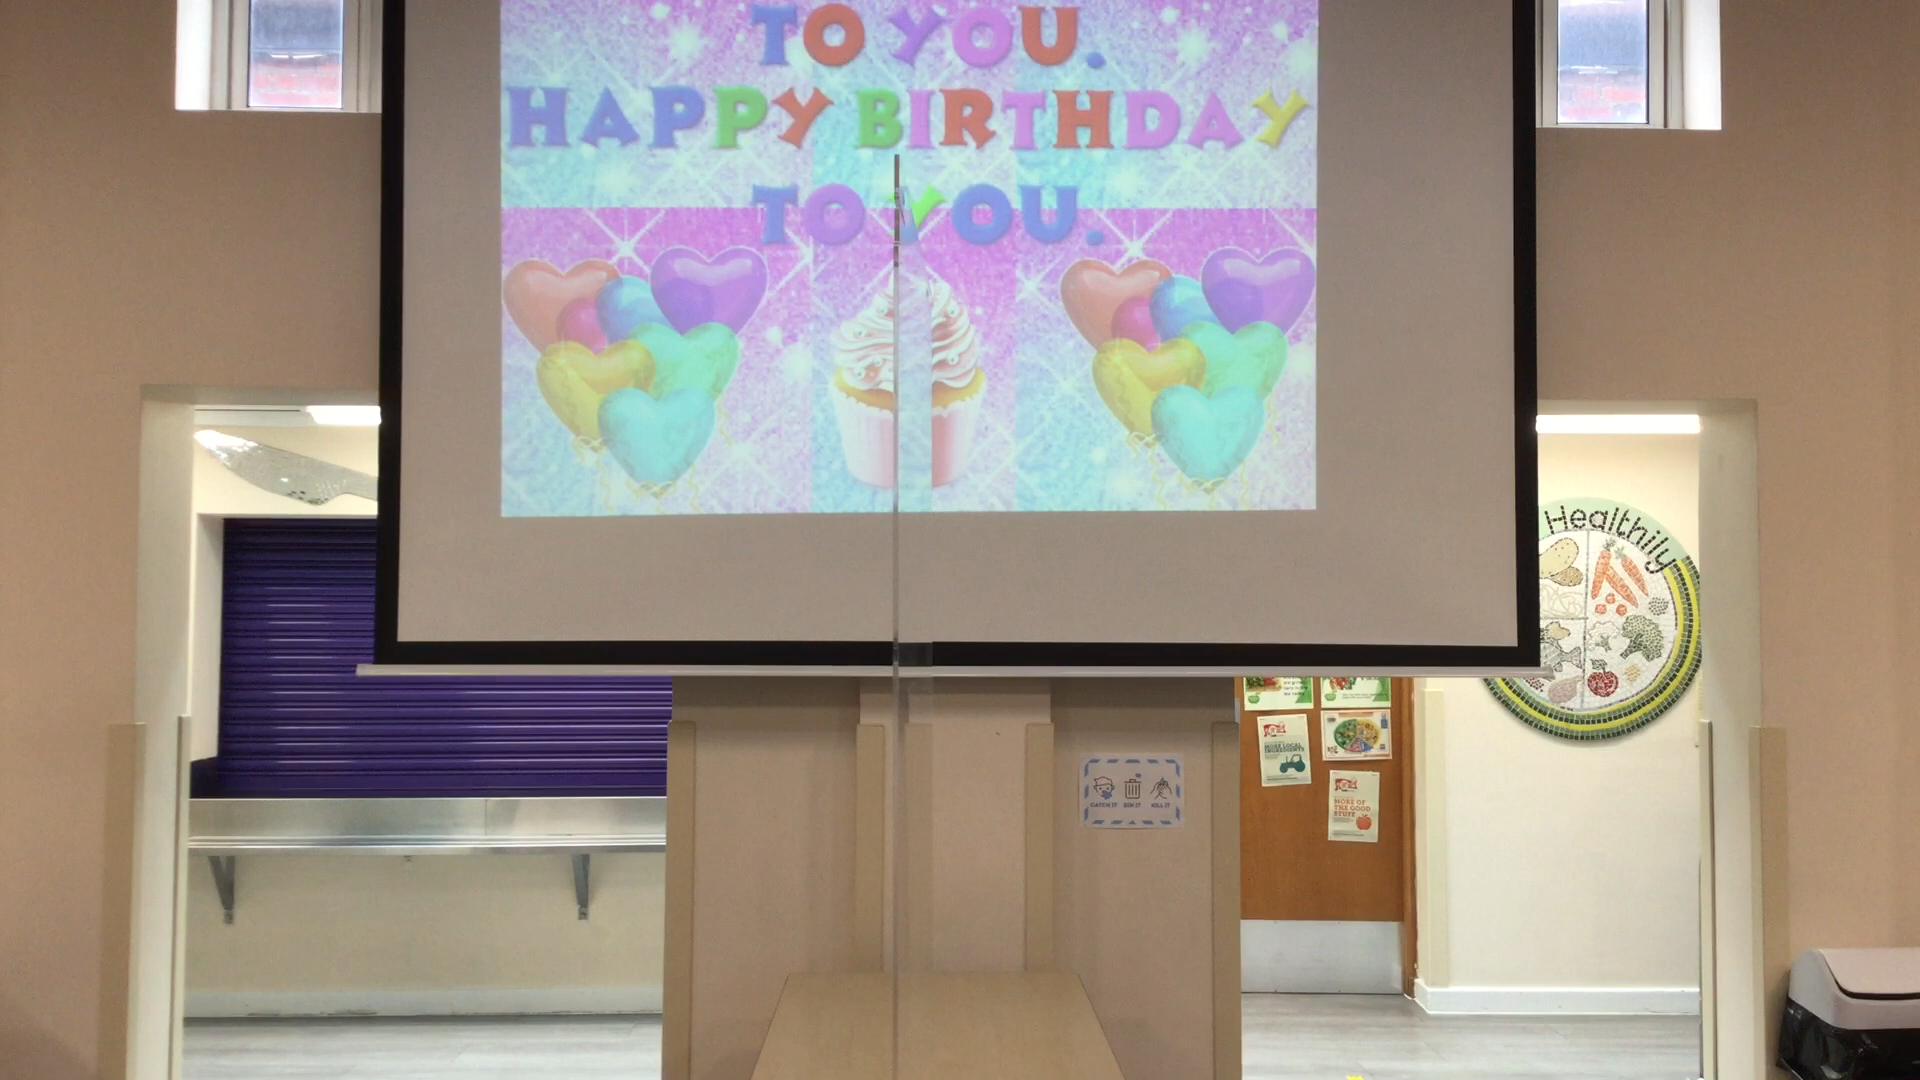 TO YOU.
HAPPY BIRTHDAY
TO YOU.
Healthily
MORE LOCAL
INGREDIENTS
MORE OF
THE GOOD
STUFF
CATCH IT BIN IT KILL IT